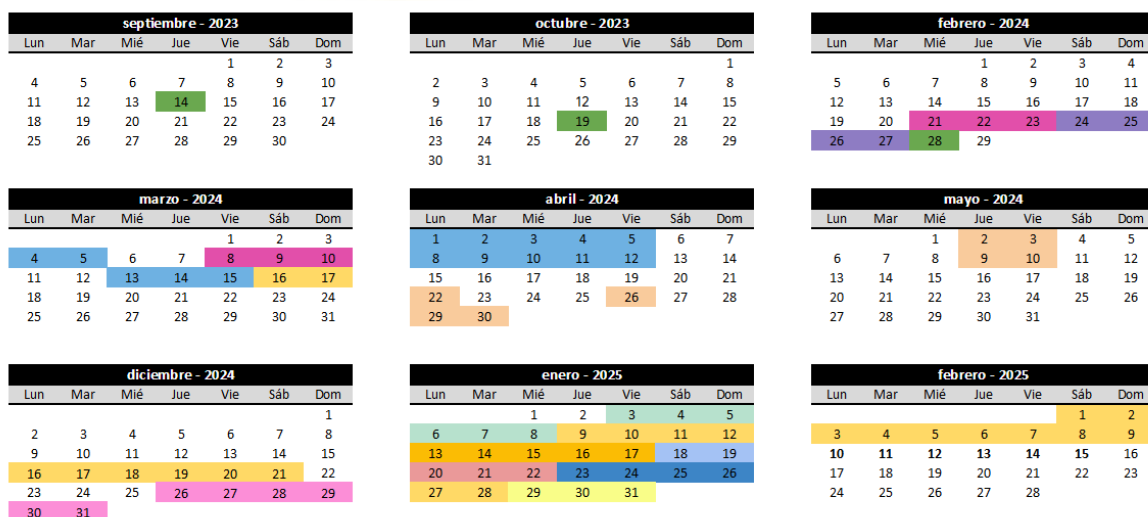 septiembre - 2023
Lun Mar Mié Jue Vie Sáb Dom
1 2 3
4 5 6 7 8 9 10
11 12 13 14 15 16 17
18 19 20 21 22 23 24
25 26 27 28 29 30
octubre - 2023
Lun Mar Mié Jue Vie Sáb Dom
1
2 3 4 5 6 7 8
9 10 11 12 13 14 15
16 17 18 19 20 21 22
23 24 25 26 27 28 29
30 31
febrero - 2024
Lun Mar Mié Jue Vie Sáb Dom
1 2 3 4
5 6 7 8 9 10 11
12 13 14 15 16 17 18
19 20 21 22 23 24 25
26 27 28 29
marzo - 2024
Lun Mar Mié Jue Vie Sáb Dom
1 2 3
4 5 6 7 8 9 10
11 12 13 14 15 16 17
18 19 20 21 22 23 24
25 26 27 28 29 30 31
abril - 2024
Lun Mar Mié Jue Vie Sáb Dom
1 2 3 4 5 6 7
8 9 10 11 12 13 14
15 16 17 18 19 20 21
22 23 24 25 26 27 28
29 30
mayo - 2024
Lun Mar Mié Jue Vie Sáb Dom
1 2 3 4 5
6 7 8 9 10 11 12
13 14 15 16 17 18 19
20 21 22 23 24 25 26
27 28 29 30 31
diciembre - 2024
Lun Mar Mié Jue Vie Sáb Dom
1
2 3 4 5 6 7 8
9 10 11 12 13 14 15
16 17 18 19 20 21 22
23 24 25 26 27 28 29
30 31
enero - 2025
Lun Mar Mié Jue Vie Sáb Dom
1 2 3 4 5
6 7 8 9 10 11 12
13 14 15 16 17 18 19
20 21 22 23 24 25 26
27 28 29 30 31
febrero - 2025
Lun Mar Mié Jue Vie Sáb Dom
1 2
3 4 5 6 7 8 9
10 11 12 13 14 15 16
17 18 19 20 21 22 23
24 25 26 27 28